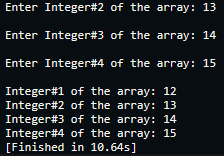 Enter Integer#2 of the array: 13
Enter Integer#3 of the array: 14
Enter Integer#4 of the array: 15
Integer#1 of the array: 12
Integer#2 of the array: 13
Integer#3 of the array: 14
Integer#4 of the array: 15
[Finished in 10.64s]